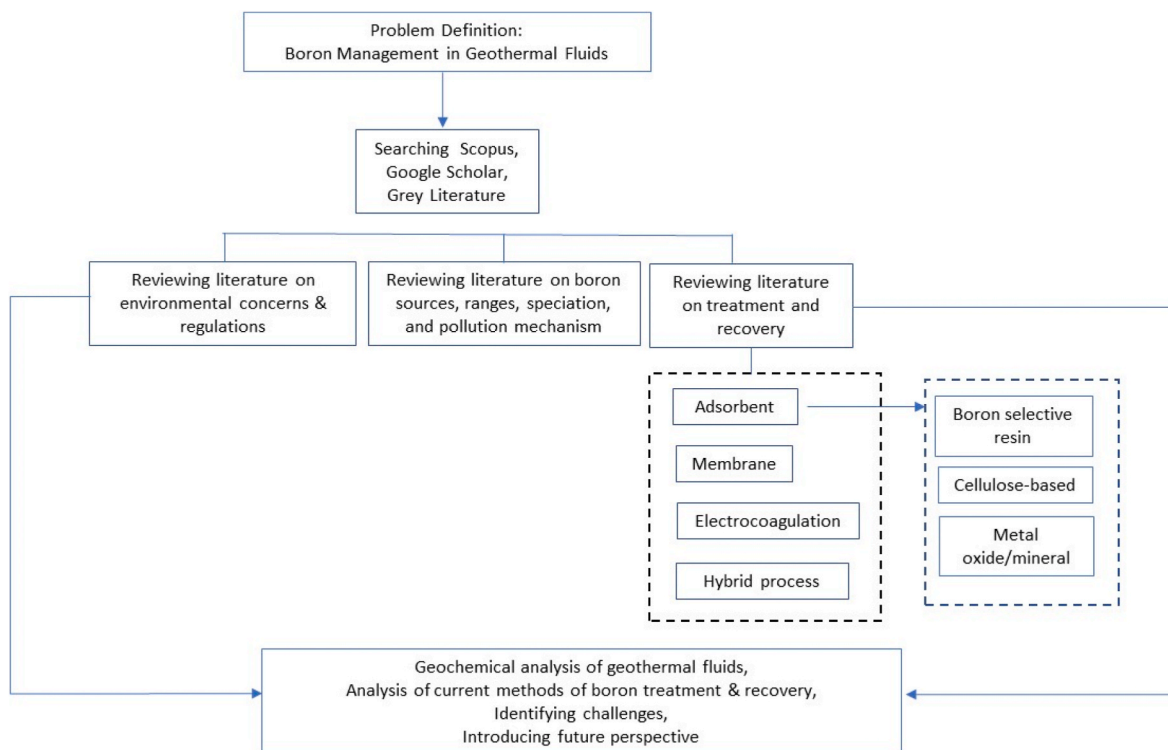 Problem Definition:
Boron Management in Geothermal Fluids
Searching Scopus,
Google Scholar,
Grey Literature
Reviewing literature on
environmental concerns &
regulations
Reviewing literature on boron
sources, ranges, speciation,
and pollution mechanism
Reviewing literature
on treatment and
recovery
Adsorbent
Membrane
Electrocoagulation
Hybrid process
Boron selective
resin
Cellulose-based
Metal
oxide/mineral
Geochemical analysis of geothermal fluids,
Analysis of current methods of boron treatment & recovery,
Identifying challenges,
Introducing future perspective